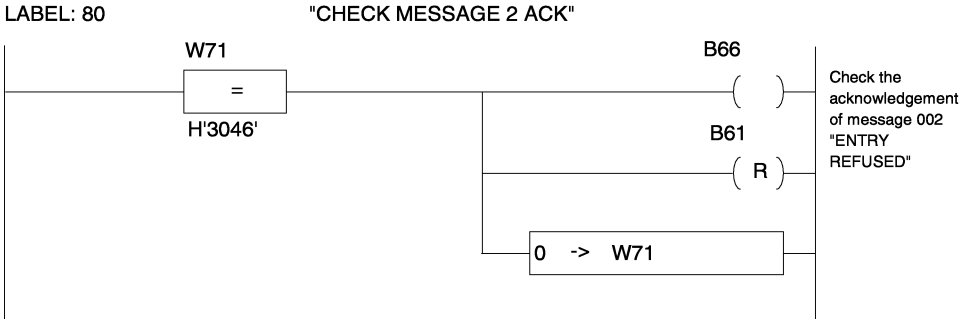 LABEL: 80 "CHECK MESSAGE 2 ACK"
W71
=
H'3046'
B66
( )
B61
( R )
0 -> W71
Check the
acknowledgement
of message 002
"ENTRY
REFUSED"